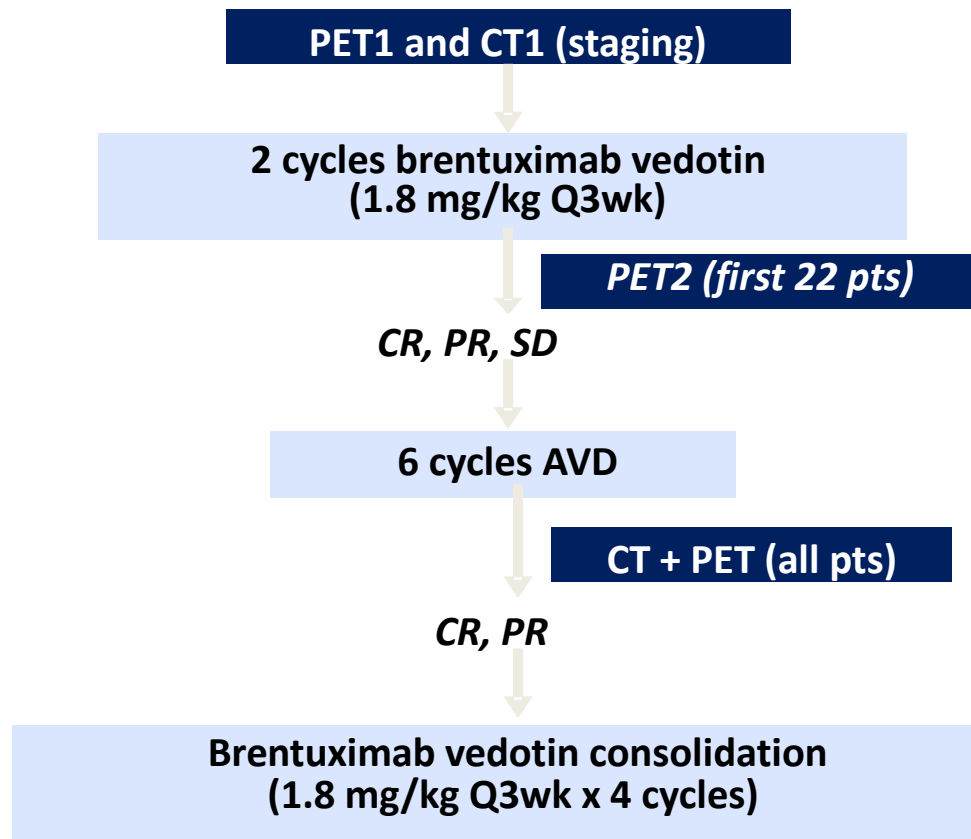 PET1 and CT1 (staging)
2 cycles brentuximab vedotin
(1.8 mg/kg Q3wk)
PET2 (first 22 pts)
CR, PR, SD
6 cycles AVD
CT + PET (all pts)
CR, PR
Brentuximab vedotin consolidation
(1.8 mg/kg Q3wk x 4 cycles)